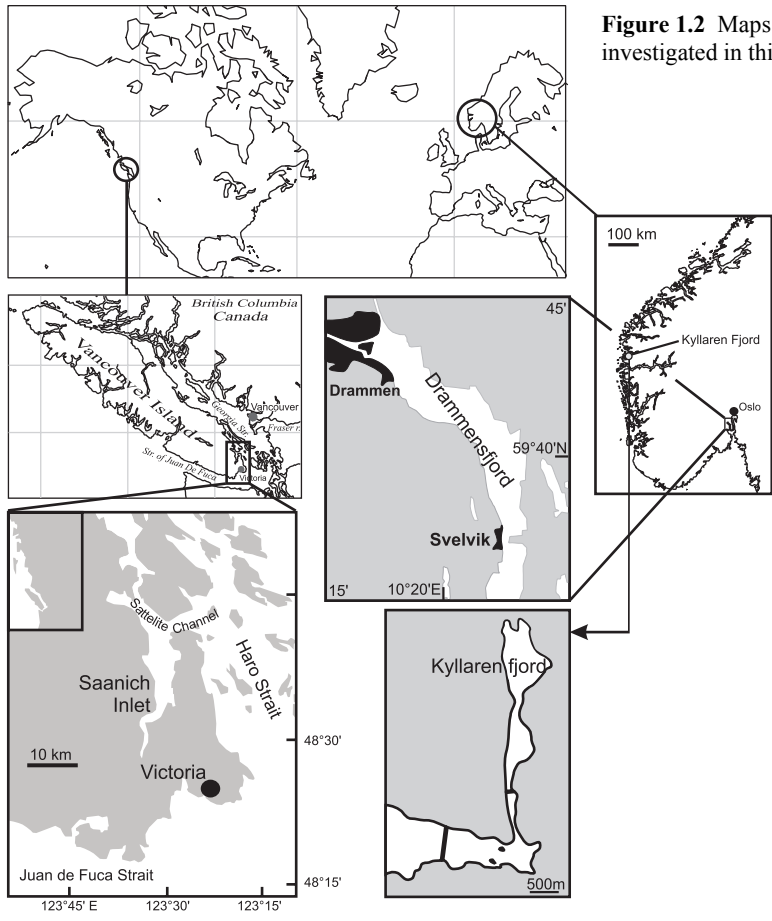 Figure 1.2 Maps
investigated in thi
100 km
Kyllaren Fjord
Oslo
British Columbia
Canada
Vancouver Island
Georgia Str.
Vancouver
Fraser r.
Str. of Juan De Fuca
Victoria
45'
Drammen
Drammensfjord
59°40'N
Svelvik
15'
10°20'E
Sattelite Channel
Haro Strait
Saanich
Inlet
10 km
Victoria
48°30'
Juan de Fuca Strait
48°15'
123°45' E
123°30'
123°15'
Kyllaren fjord
500m